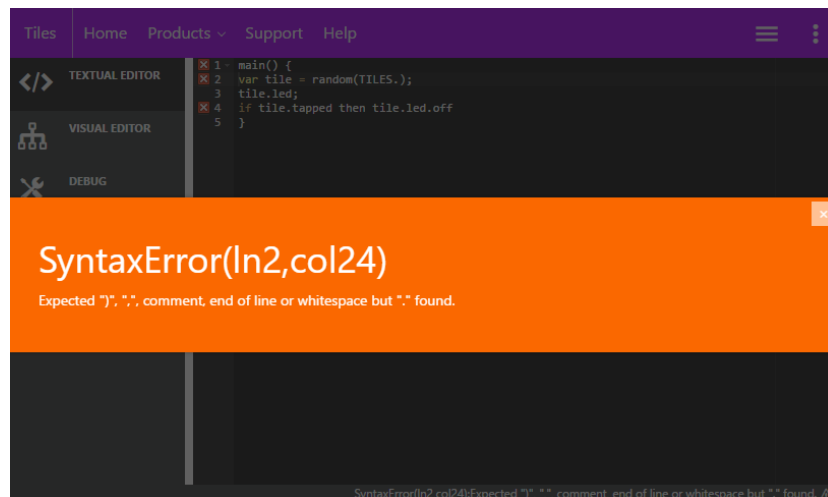 Tiles Home Products Support Help
</> TEXTUAL EDITOR
VISUAL EDITOR
DEBUG
1 main() {
2 var tile = random(TILES.);
3 tile.led;
4 if tile.tapped then tile.led.off
5 }
SyntaxError(ln2,col24)
Expected ")", ",", comment, end of line or whitespace but "." found.
SyntaxError(ln2,col24):Expected ")", ",", comment, end of line or whitespace but "." found.